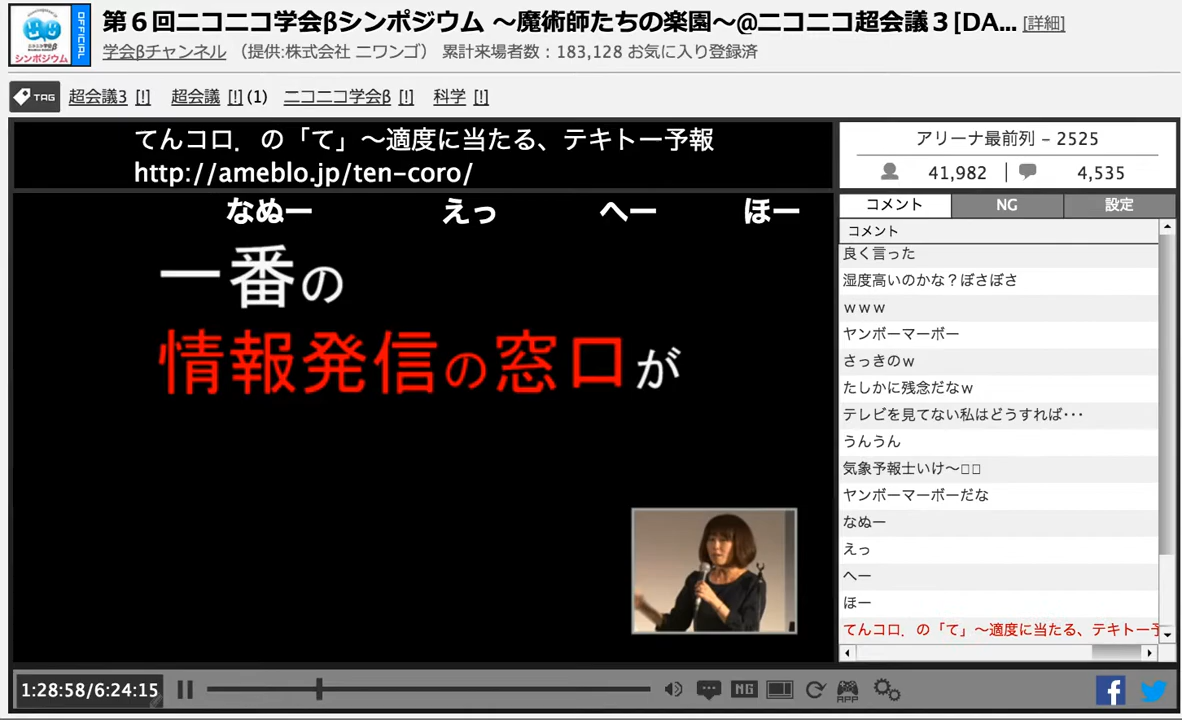 第6回ニコニコ学会βシンポジウム ～魔術師たちの楽園～@ニコニコ超会議3[DA... [詳細]
OFFICIAL
シンポジウム
学会βチャンネル （提供:株式会社 ニワンゴ） 累計来場者数：183,128 お気に入り登録済
TAG 超会議3 [!] 超会議 [!](1) ニコニコ学会β [!] 科学 [!]
てんコロ．の「て」～適度に当たる、テキトー予報
http://ameblo.jp/ten-coro/
なぬー えっ へー ほー
一番の
情報発信の窓口が
アリーナ最前列 – 2525
41,982 4,535
コメント NG 設定
コメント
良く言った
湿度高いのかな？ぼさぼさ
ｗｗｗ
ヤンボーマーボー
さっきのｗ
たしかに残念だなｗ
テレビを見てない私はどうすれば･･･
うんうん
気象予報士いけ～□□
ヤンボーマーボーだな
なぬー
えっ
へー
ほー
てんコロ．の「て」～適度に当たる、テキトー予
1:28:58/6:24:15
NG
APP